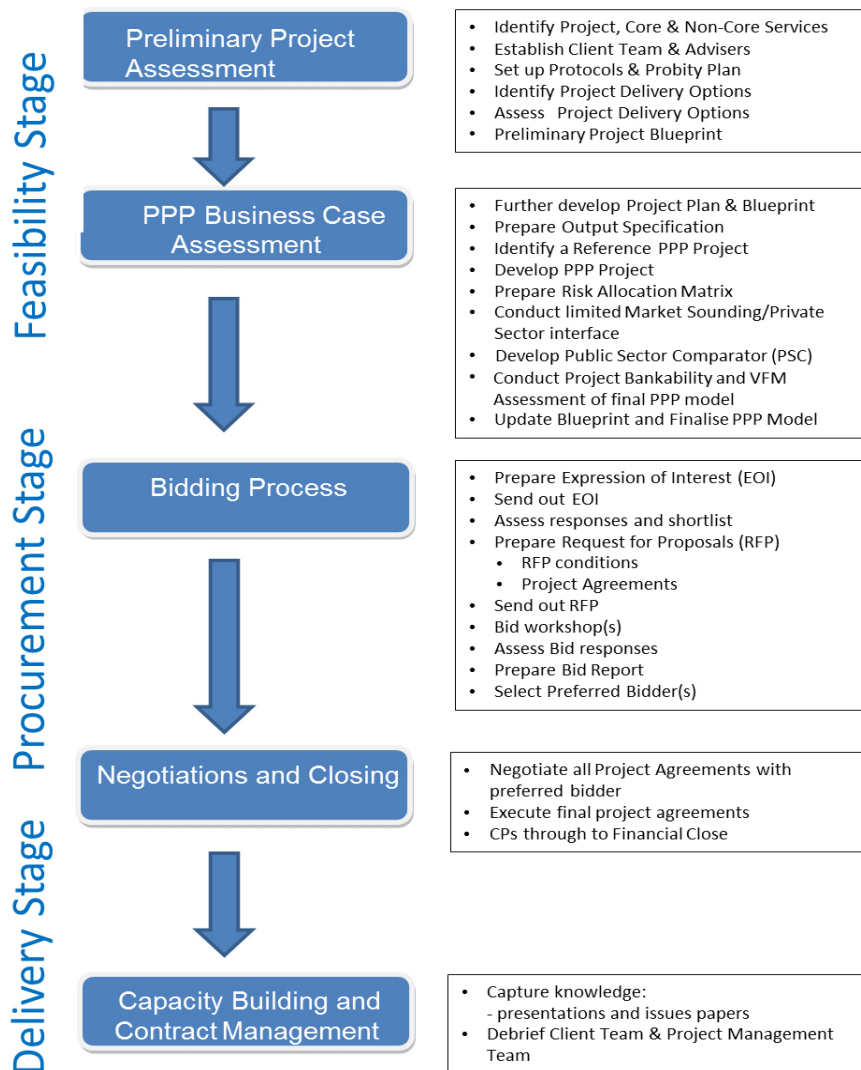 Feasibility Stage
Preliminary Project
Assessment
• Identify Project, Core & Non-Core Services
• Establish Client Team & Advisers
• Set up Protocols & Probity Plan
• Identify Project Delivery Options
• Assess Project Delivery Options
• Preliminary Project Blueprint
PPP Business Case
Assessment
• Further develop Project Plan & Blueprint
• Prepare Output Specification
• Identify a Reference PPP Project
• Develop PPP Project
• Prepare Risk Allocation Matrix
• Conduct limited Market Sounding/Private
Sector interface
• Develop Public Sector Comparator (PSC)
• Conduct Project Bankability and VFM
Assessment of final PPP model
• Update Blueprint and Finalise PPP Model
Procurement Stage
Bidding Process
• Prepare Expression of Interest (EOI)
• Send out EOI
• Assess responses and shortlist
• Prepare Request for Proposals (RFP)
• RFP conditions
• Project Agreements
• Send out RFP
• Bid workshop(s)
• Assess Bid responses
• Prepare Bid Report
• Select Preferred Bidder(s)
Negotiations and Closing
• Negotiate all Project Agreements with
preferred bidder
• Execute final project agreements
• CPs through to Financial Close
Delivery Stage
Capacity Building and
Contract Management
• Capture knowledge:
- presentations and issues papers
• Debrief Client Team & Project Management
Team